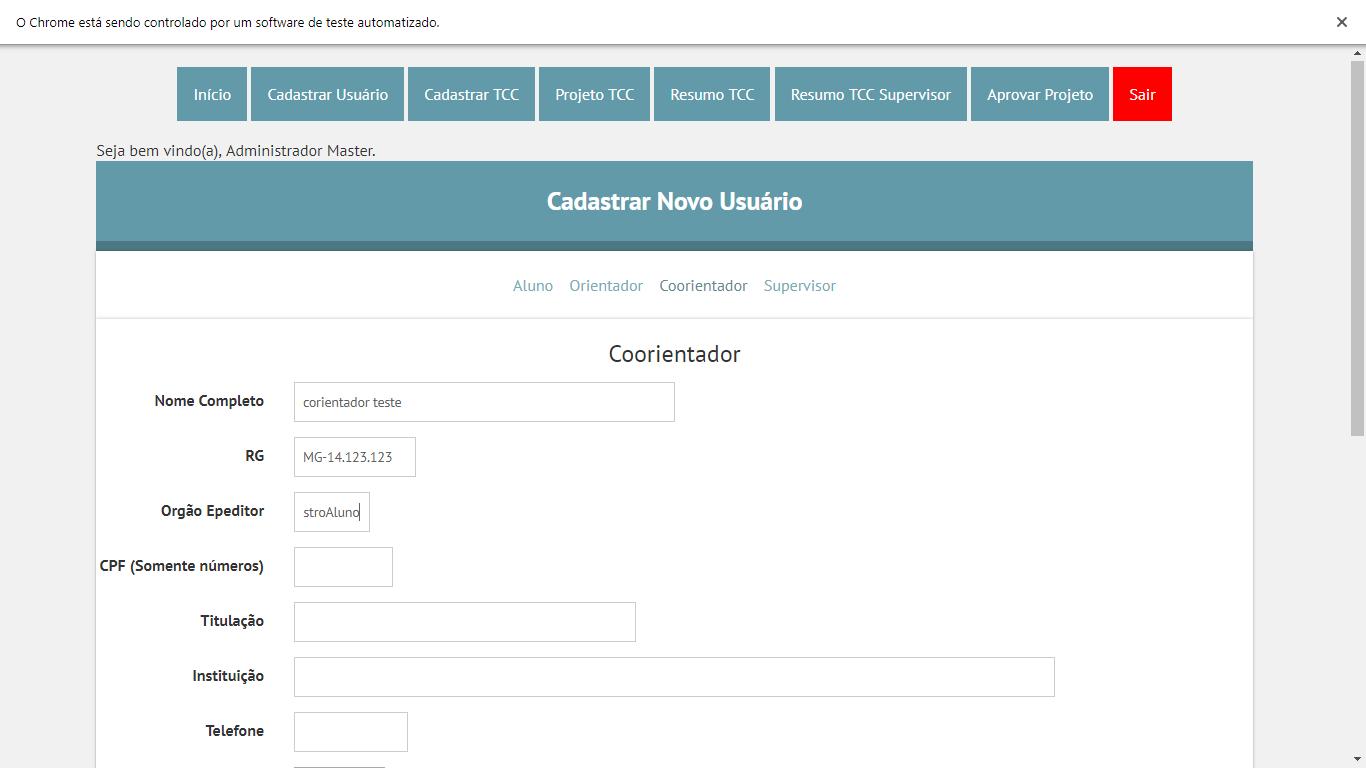 O Chrome está sendo controlado por um software de teste automatizado.
Início Cadastrar Usuário Cadastrar TCC Projeto TCC Resumo TCC Resumo TCC Supervisor Aprovar Projeto Sair
Seja bem vindo(a), Administrador Master.
Cadastrar Novo Usuário
Aluno Orientador Coorientador Supervisor
Coorientador
Nome Completo corientador teste
RG MG-14.123.123
Orgão Epeditor stroAluno
CPF (Somente números)
Titulação
Instituição
Telefone